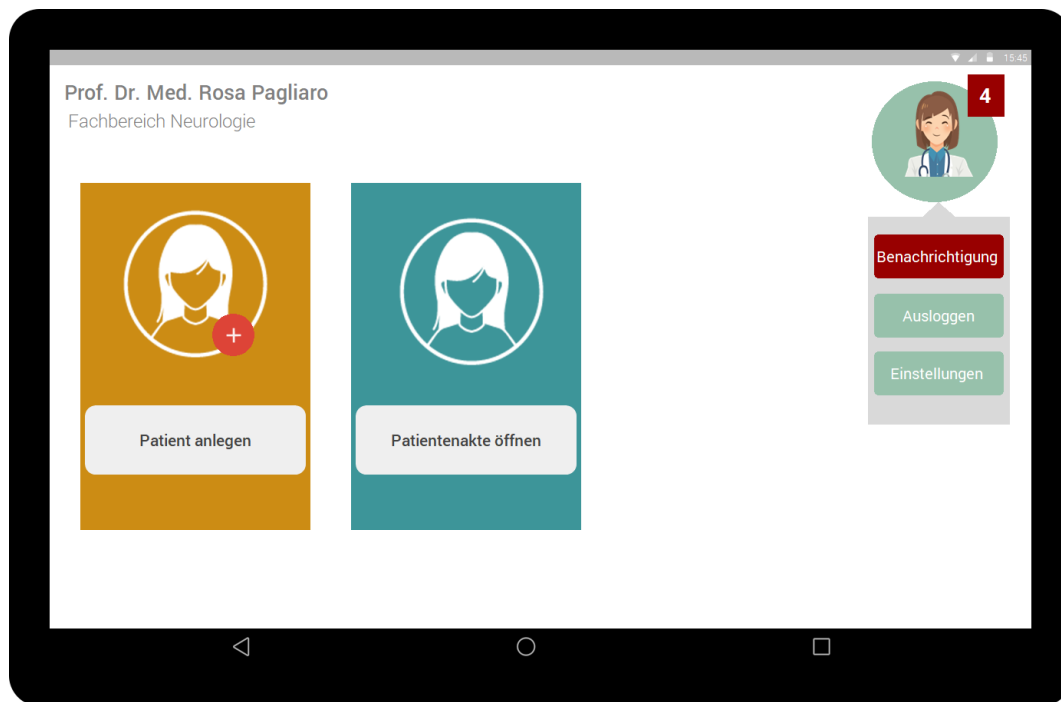 15:45
Prof. Dr. Med. Rosa Pagliaro
4
Fachbereich Neurologie
Benachrichtigung
Ausloggen
Einstellungen
+
Patient anlegen
Patientenakte öffnen